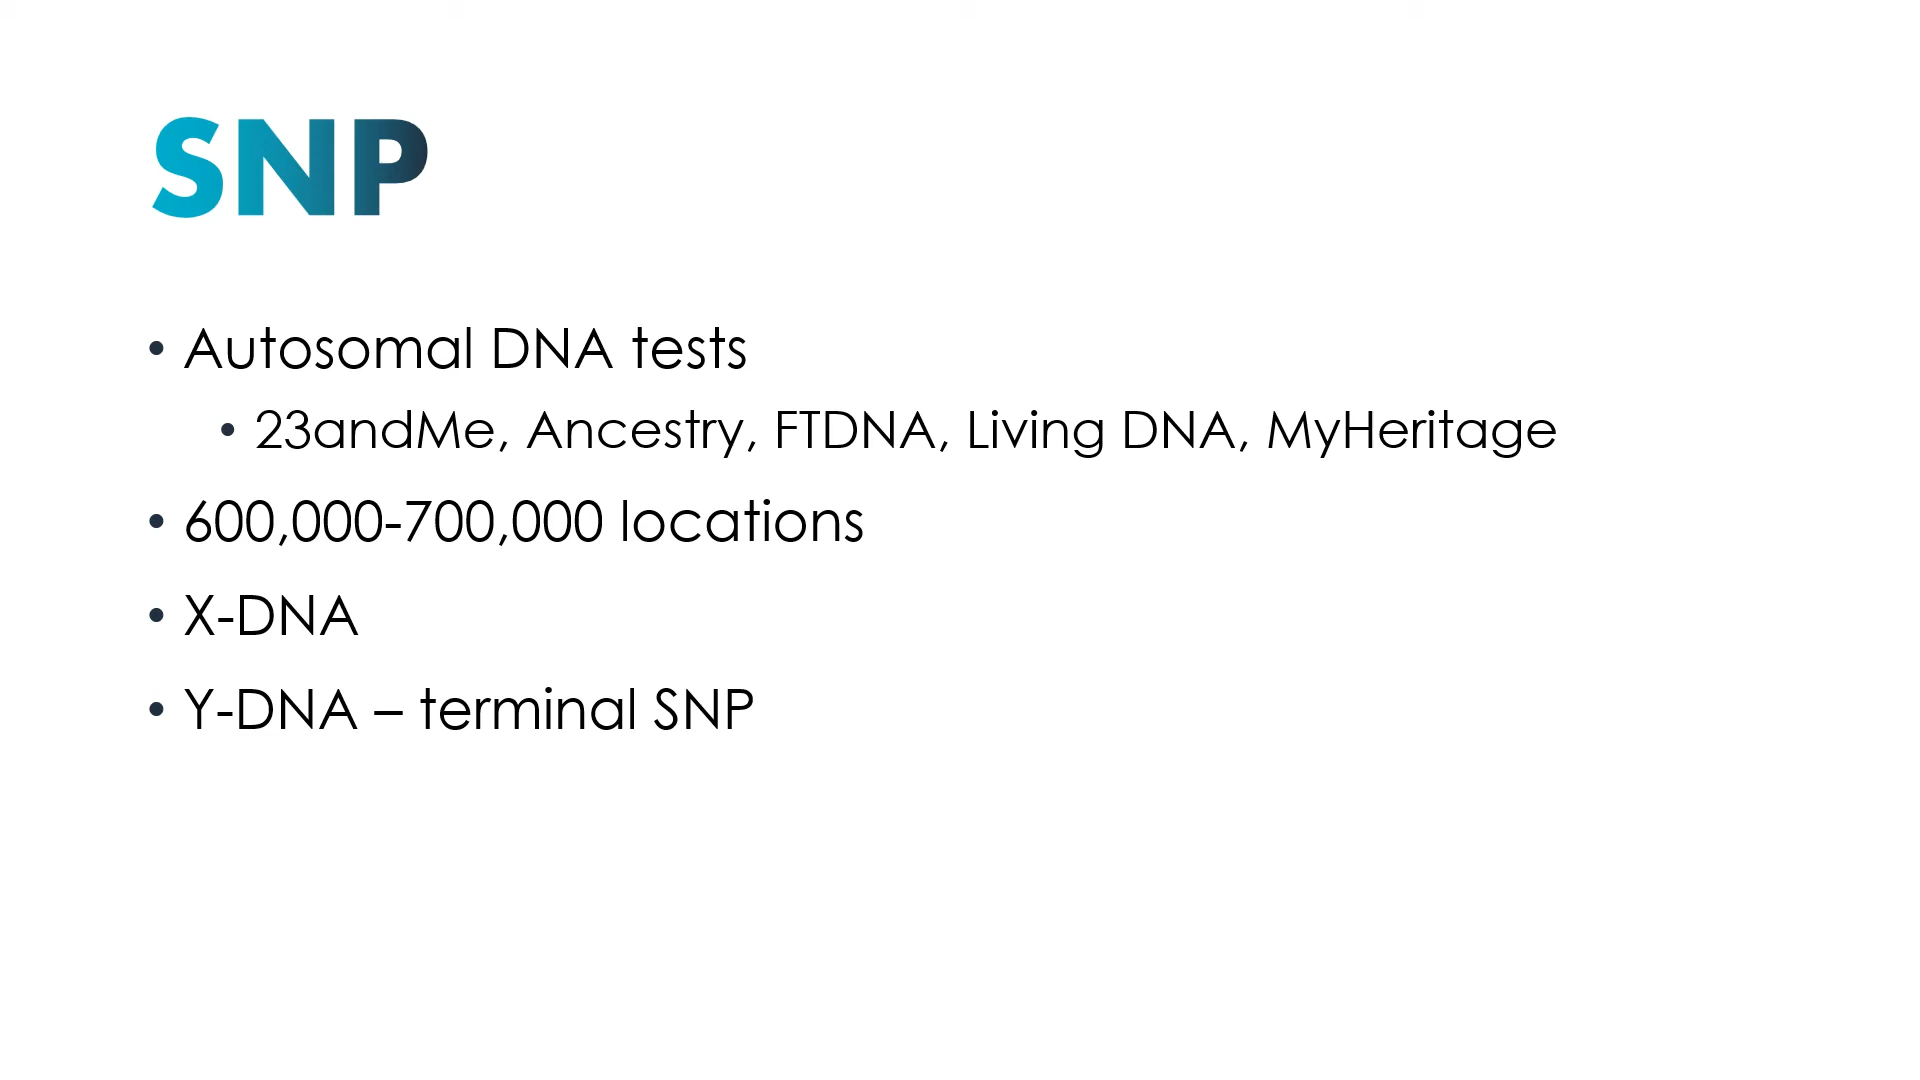 SNP
• Autosomal DNA tests
• 23andMe, Ancestry, FTDNA, Living DNA, MyHeritage
• 600,000-700,000 locations
• X-DNA
• Y-DNA – terminal SNP